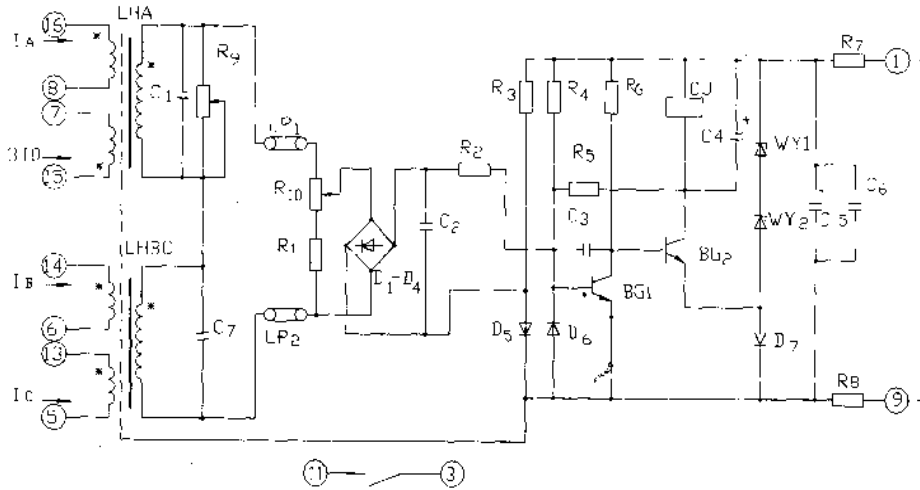 LHA
16
IA
*
8
7
3I0
*
15
C1
R9
*
LP1
R10
R1
LP2
D1-D4
C2
R2
R3
R4
R6
R5
C3
CJ
C4
+
WY1
WY2
C5
C6
R7
1
BG1
BG2
D5
D6
D7
R8
9
LHBC
14
IB
*
6
13
*
IC
5
*
C7
11
3